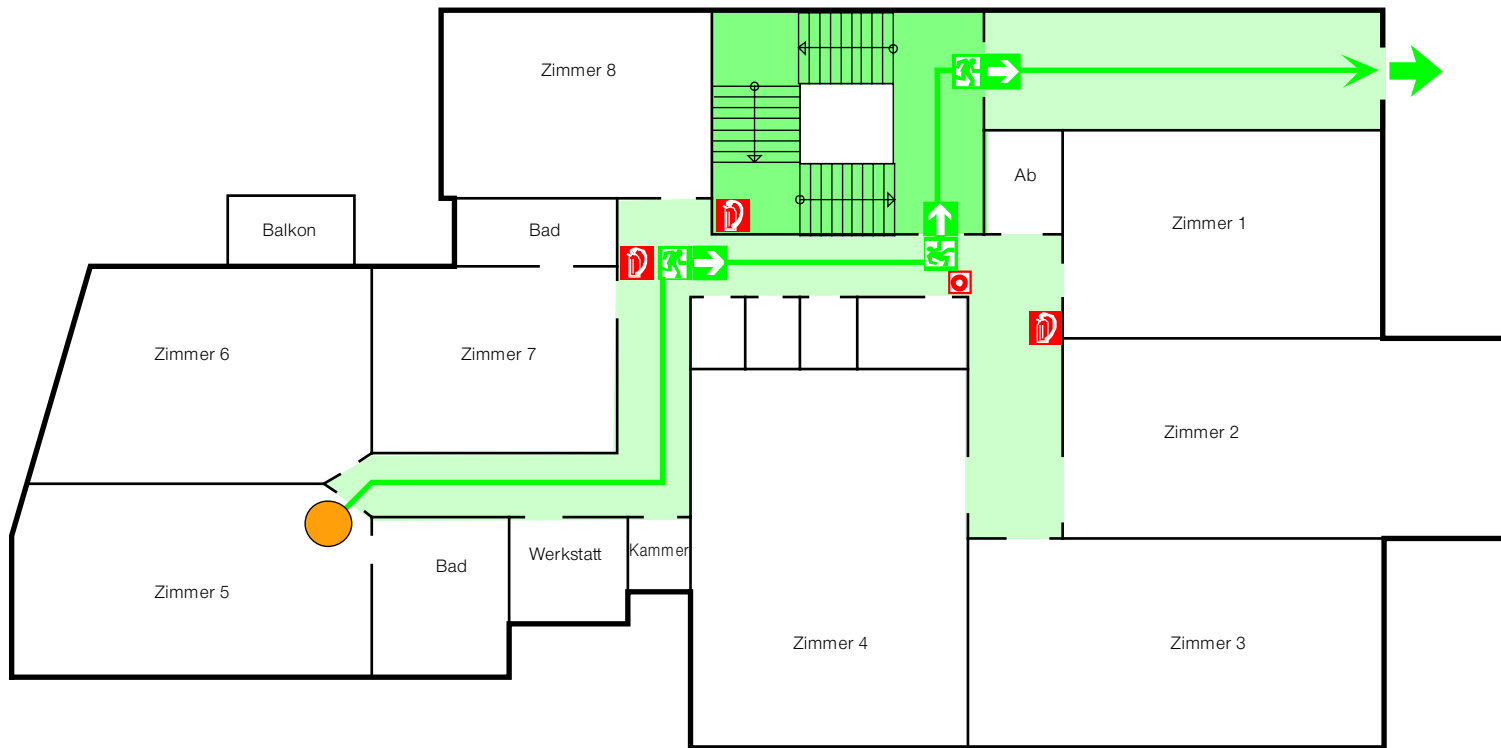 Zimmer 8
Ab
Zimmer 1
Balkon
Bad
Zimmer 6
Zimmer 7
Zimmer 2
Zimmer 5
Bad
Werkstatt
Kammer
Zimmer 4
Zimmer 3